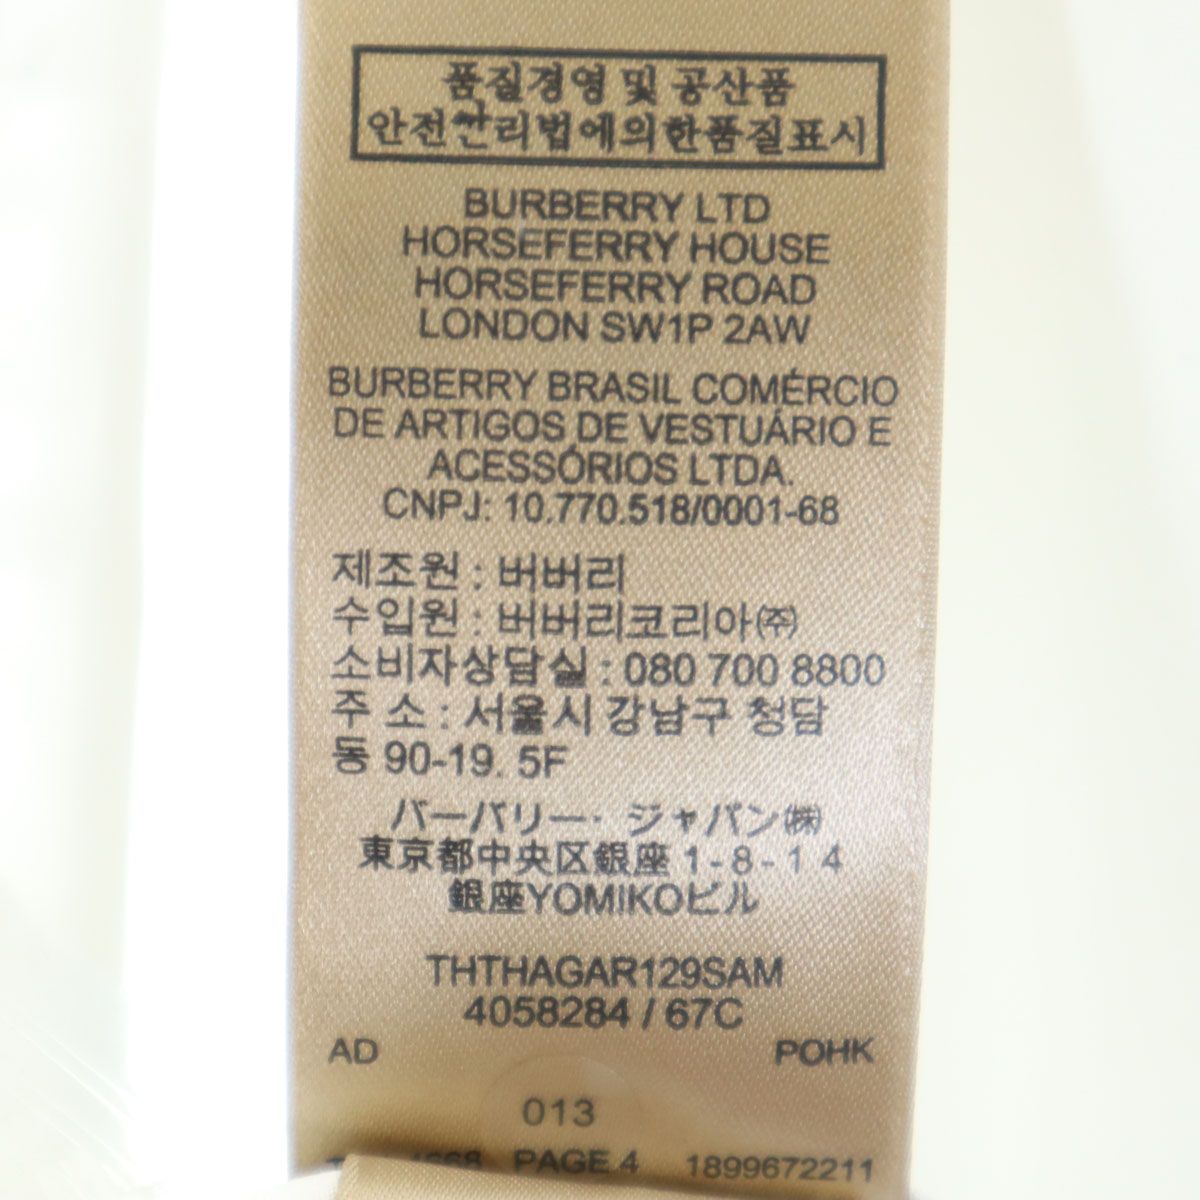 품질경영 및 공산품
안전관리법에의한품질표시
BURBERRY LTD
HORSEFERRY HOUSE
HORSEFERRY ROAD
LONDON SW1P 2AW
BURBERRY BRASIL COMÉRCIO
DE ARTIGOS DE VESTUÁRIO E
ACESSÓRIOS LTDA.
CNPJ: 10.770.518/0001-68
제조원 : 버버리
수입원 : 버버리코리아㈜
소비자상담실 : 080 700 8800
주 소 : 서울시 강남구 청담
동 90-19. 5F
バーバリー・ジャパン㈱
東京都中央区銀座 1-8-14
銀座YOMIKOビル
THTHAGAR129SAM
4058284 / 67C
AD POHK
013
PAGE 4 1899672211